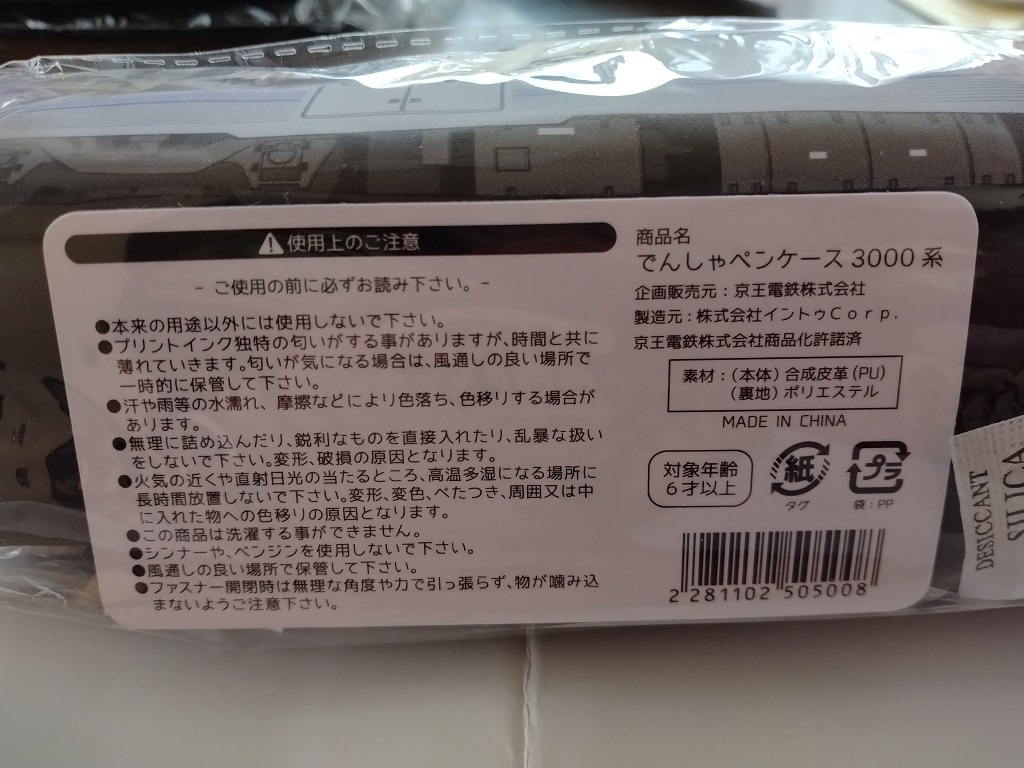 ⚠使用上のご注意
- ご使用の前に必ずお読み下さい。-
●本来の用途以外には使用しないで下さい。
●プリントインク独特の匂いがする事がありますが、時間と共に
薄れていきます。匂いが気になる場合は、風通しの良い場所で
一時的に保管して下さい。
●汗や雨等の水濡れ、摩擦などにより色落ち、色移りする場合が
あります。
●無理に詰め込んだり、鋭利なものを直接入れたり、乱暴な扱い
をしないで下さい。変形、破損の原因となります。
●火気の近くや直射日光の当たるところ、高温多湿になる場所に
長時間放置しないで下さい。変形、変色、べたつき、周囲又は中
に入れた物への色移りの原因となります。
●この商品は洗濯する事ができません。
●シンナーや、ベンジンを使用しないで下さい。
●風通しの良い場所で保管して下さい。
●ファスナー開閉時は無理な角度や力で引っ張らず、物が噛み込
まないようご注意下さい。
商品名
でんしゃペンケース3000系
企画販売元：京王電鉄株式会社
製造元：株式会社イントゥCorp.
京王電鉄株式会社商品化許諾済
素材：（本体）合成皮革（PU）
（裏地）ポリエステル
MADE IN CHINA
対象年齢
6才以上
紙
タグ
プラ
袋：PP
2 281102 505008
DESICCANT
SILICA